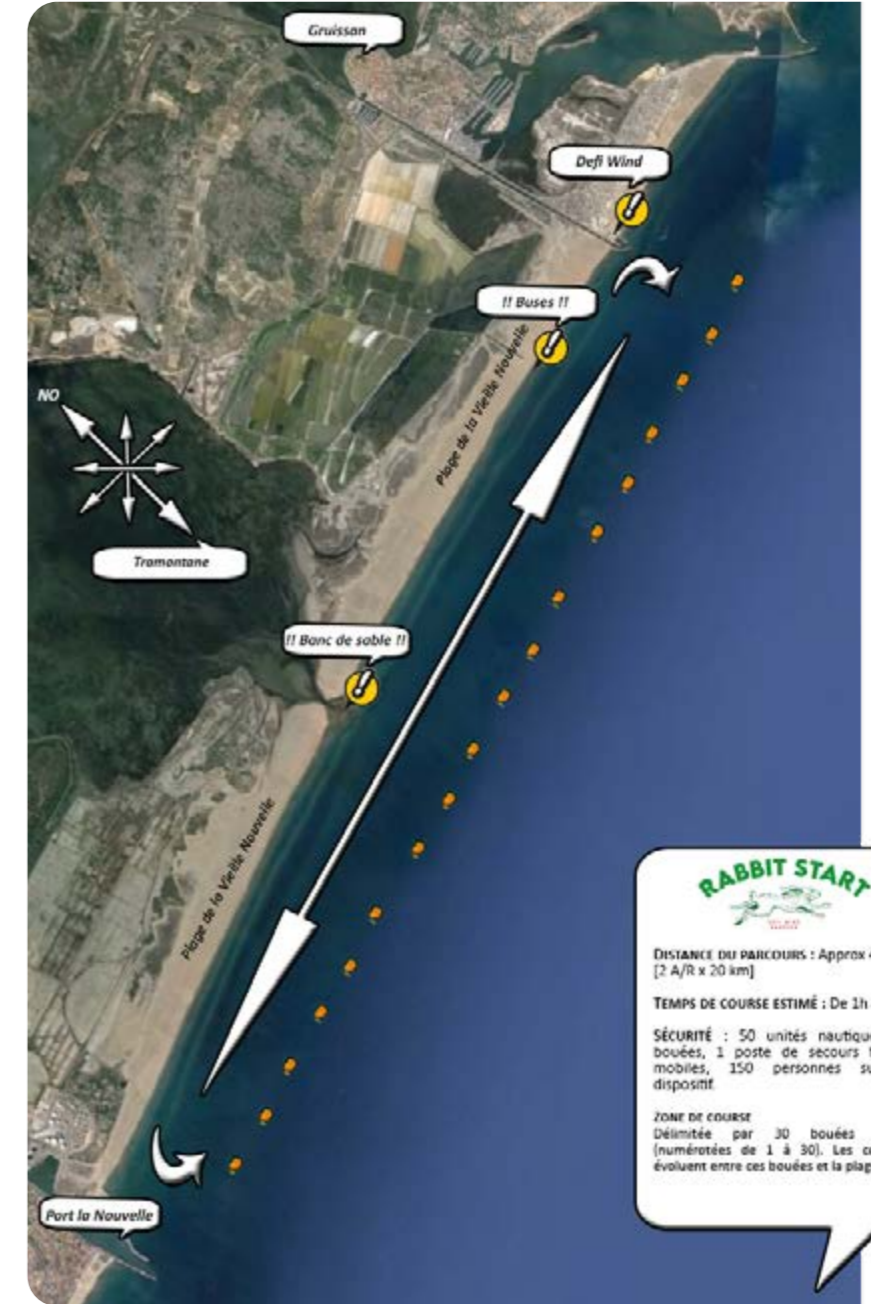 Gruissan
Defi Wind
!! Buses !!
Plage de la Vieille Nouvelle
NO
Tramontane
!! Banc de sable !!
Plage de la Vieille Nouvelle
Port la Nouvelle
RABBIT START
DISTANCE DU PARCOURS : Approx 4
[2 A/R x 20 km]
TEMPS DE COURSE ESTIMÉ : De 1h
SÉCURITÉ : 50 unités nautiqu
bouées, 1 poste de secours
mobiles, 150 personnes su
dispositif
ZONE DE COURSE
Délimitée par 30 bouées
(numérotées de 1 à 30). Les c
évoluent entre ces bouées et la plag